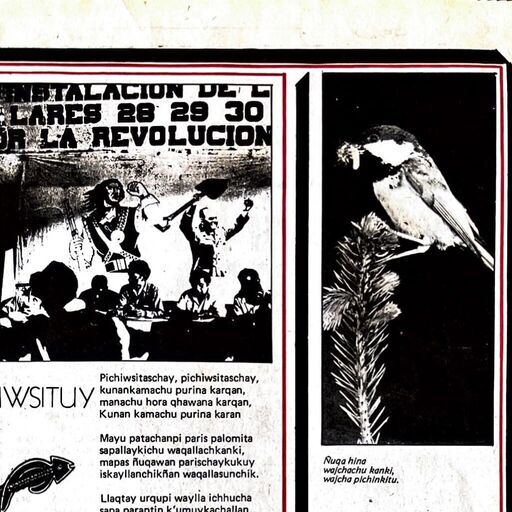 INSTALACION DE L
LARES 28 29 30
OR LA REVOLUCION
IWSITUY
Pichiwsitaschay, pichiwsitaschay,
kunankamachu purina karqan,
manachu hora qhawana karqan,
Kunan kamachu purina karan
Mayu patachanpi paris palomita
sapallaykichu waqallachkanki,
mapas ñuqawan parischaykukuy
iskayllanchikñan waqallasunchik.
Llaqtay urqupi waylla ichhucha
sapa parantin k'umuykachallan
Ñuqa hina
wajchachu kanki,
wajcha pichinkitu.